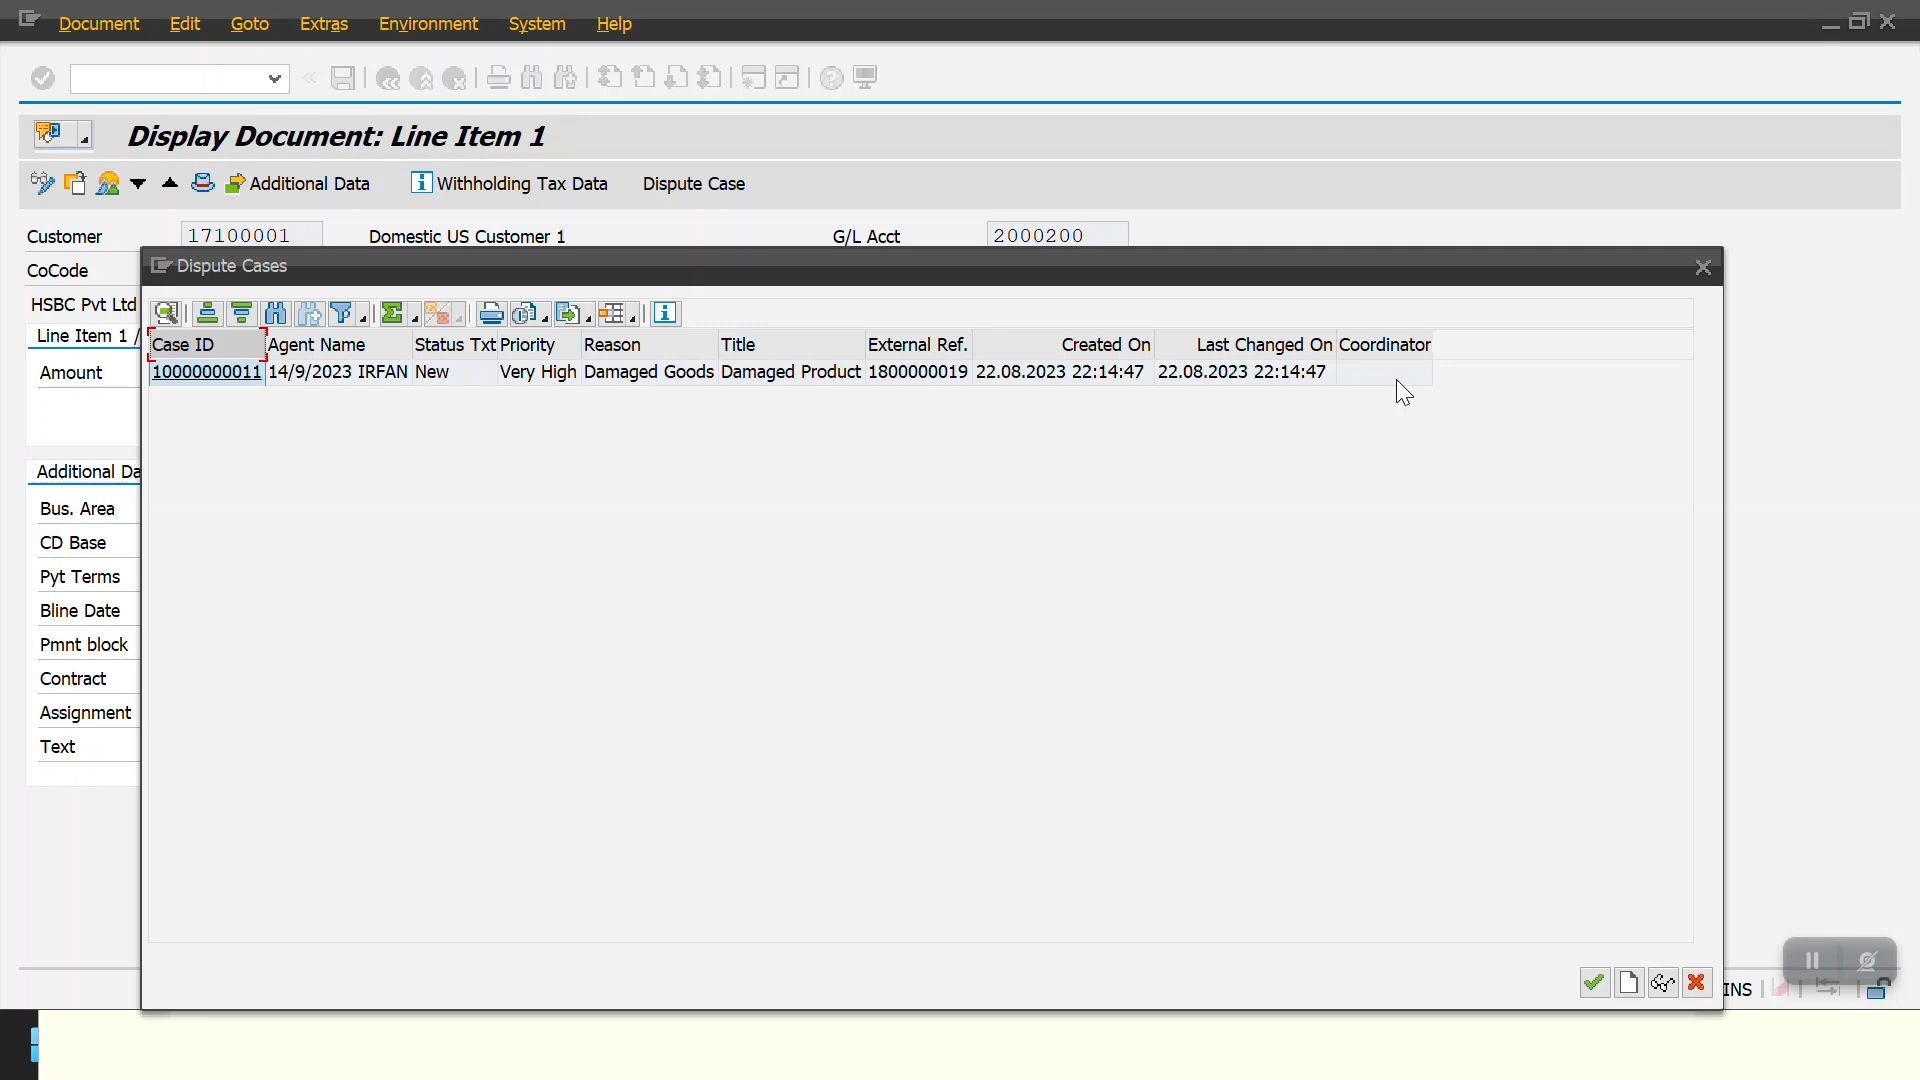 Document Edit Goto Extras Environment System Help
Display Document: Line Item 1
Additional Data Withholding Tax Data Dispute Case
Customer 17100001 Domestic US Customer 1 G/L Acct 2000200
CoCode
HSBC Pvt Ltd
Line Item 1 /
Amount
Additional Da
Bus. Area
CD Base
Pyt Terms
Bline Date
Pmnt block
Contract
Assignment
Text
Dispute Cases
Case ID Agent Name Status Txt Priority Reason Title External Ref. Created On Last Changed On Coordinator
10000000011 14/9/2023 IRFAN New Very High Damaged Goods Damaged Product 1800000019 22.08.2023 22:14:47 22.08.2023 22:14:47
INS